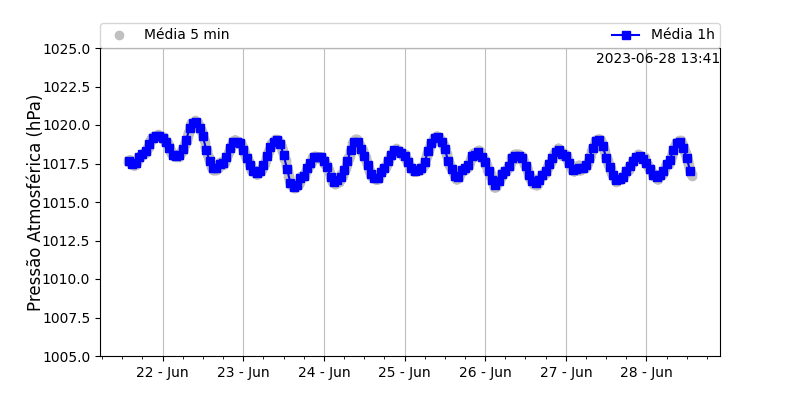 Média 5 min
Média 1h
2023-06-28 13:41
Pressão Atmosférica (hPa)
1025.0
1022.5
1020.0
1017.5
1015.0
1012.5
1010.0
1007.5
1005.0
22 - Jun
23 - Jun
24 - Jun
25 - Jun
26 - Jun
27 - Jun
28 - Jun